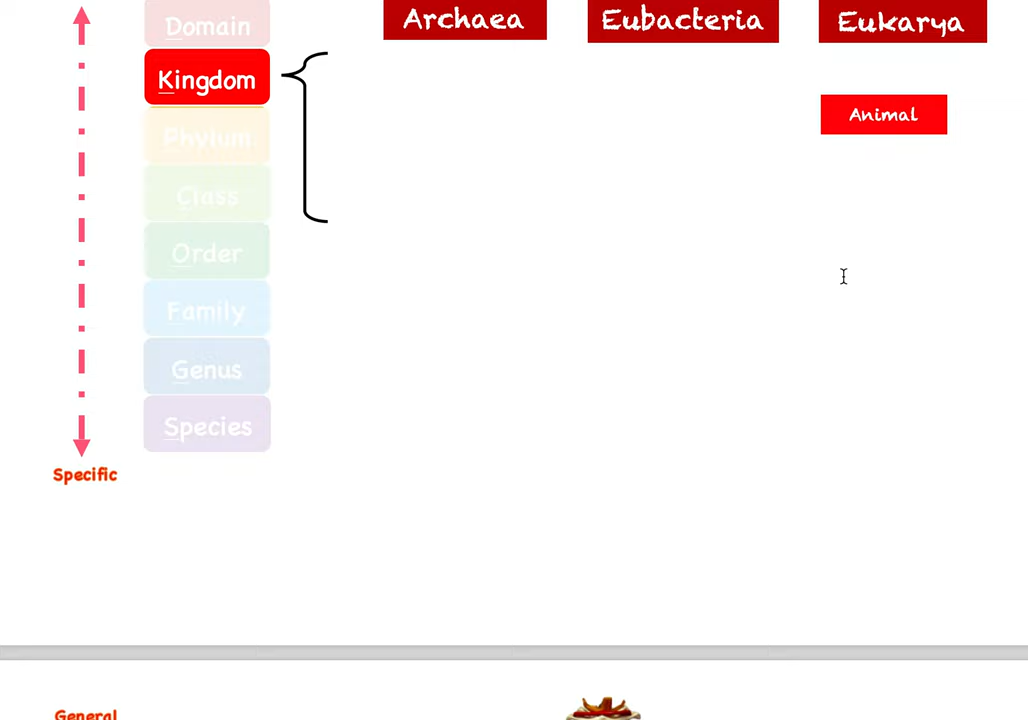 Domain
Archaea
Eubacteria
Eukarya
Kingdom
Animal
Phylum
Class
Order
Family
Genus
Species
Specific
General